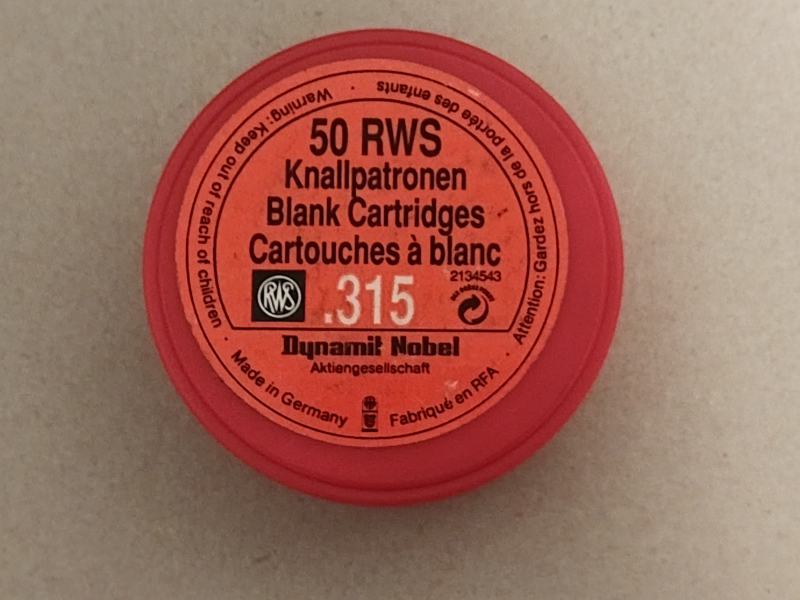 50 RWS
Knallpatronen
Blank Cartridges
Cartouches à blanc
2134543
RWS
.315
Dynamit Nobel
Aktiengesellschaft
Warning: Keep out of reach of children
Attention: Gardez hors de la portée des enfants
Made in Germany
Fabriqué en RFA